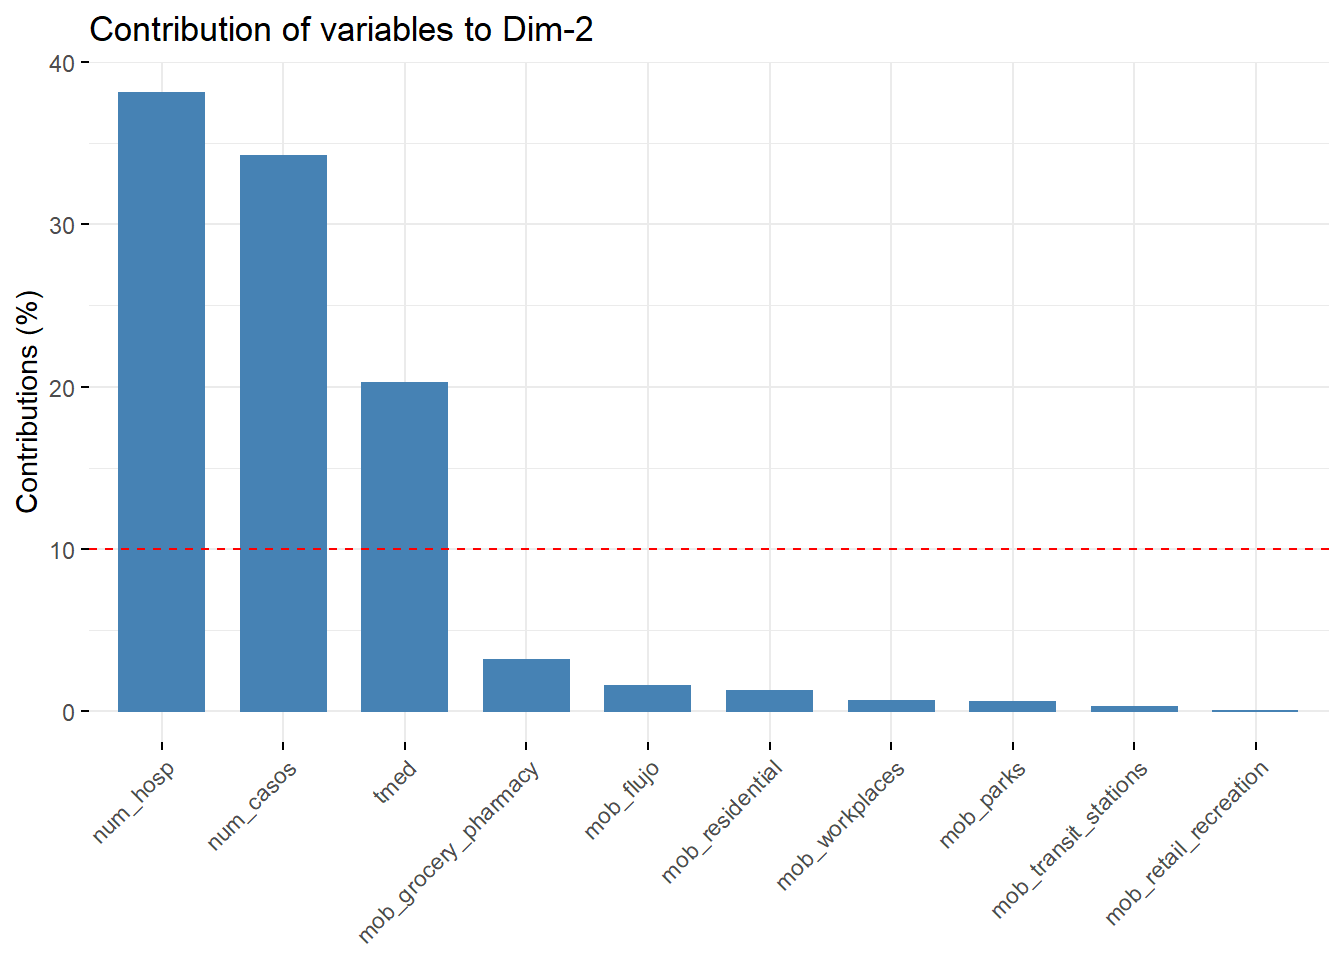 Contribution of variables to Dim-2
Contributions (%)
40
30
20
10
0
num_hosp
num_casos
tmed
mob_grocery_pharmacy
mob_flujo
mob_residential
mob_workplaces
mob_parks
mob_transit_stations
mob_retail_recreation